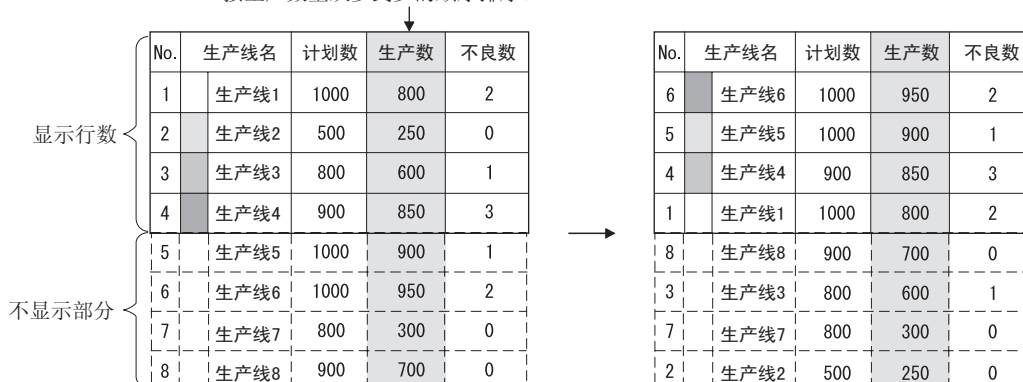 No. 生产线名 计划数 生产数 不良数
1 生产线1 1000 800 2
2 生产线2 500 250 0
3 生产线3 800 600 1
4 生产线4 900 850 3
5 生产线5 1000 900 1
6 生产线6 1000 950 2
7 生产线7 800 300 0
8 生产线8 900 700 0
显示行数
不显示部分
No. 生产线名 计划数 生产数 不良数
6 生产线6 1000 950 2
5 生产线5 1000 900 1
4 生产线4 900 850 3
1 生产线1 1000 800 2
8 生产线8 900 700 0
3 生产线3 800 600 1
7 生产线7 800 300 0
2 生产线2 500 250 0